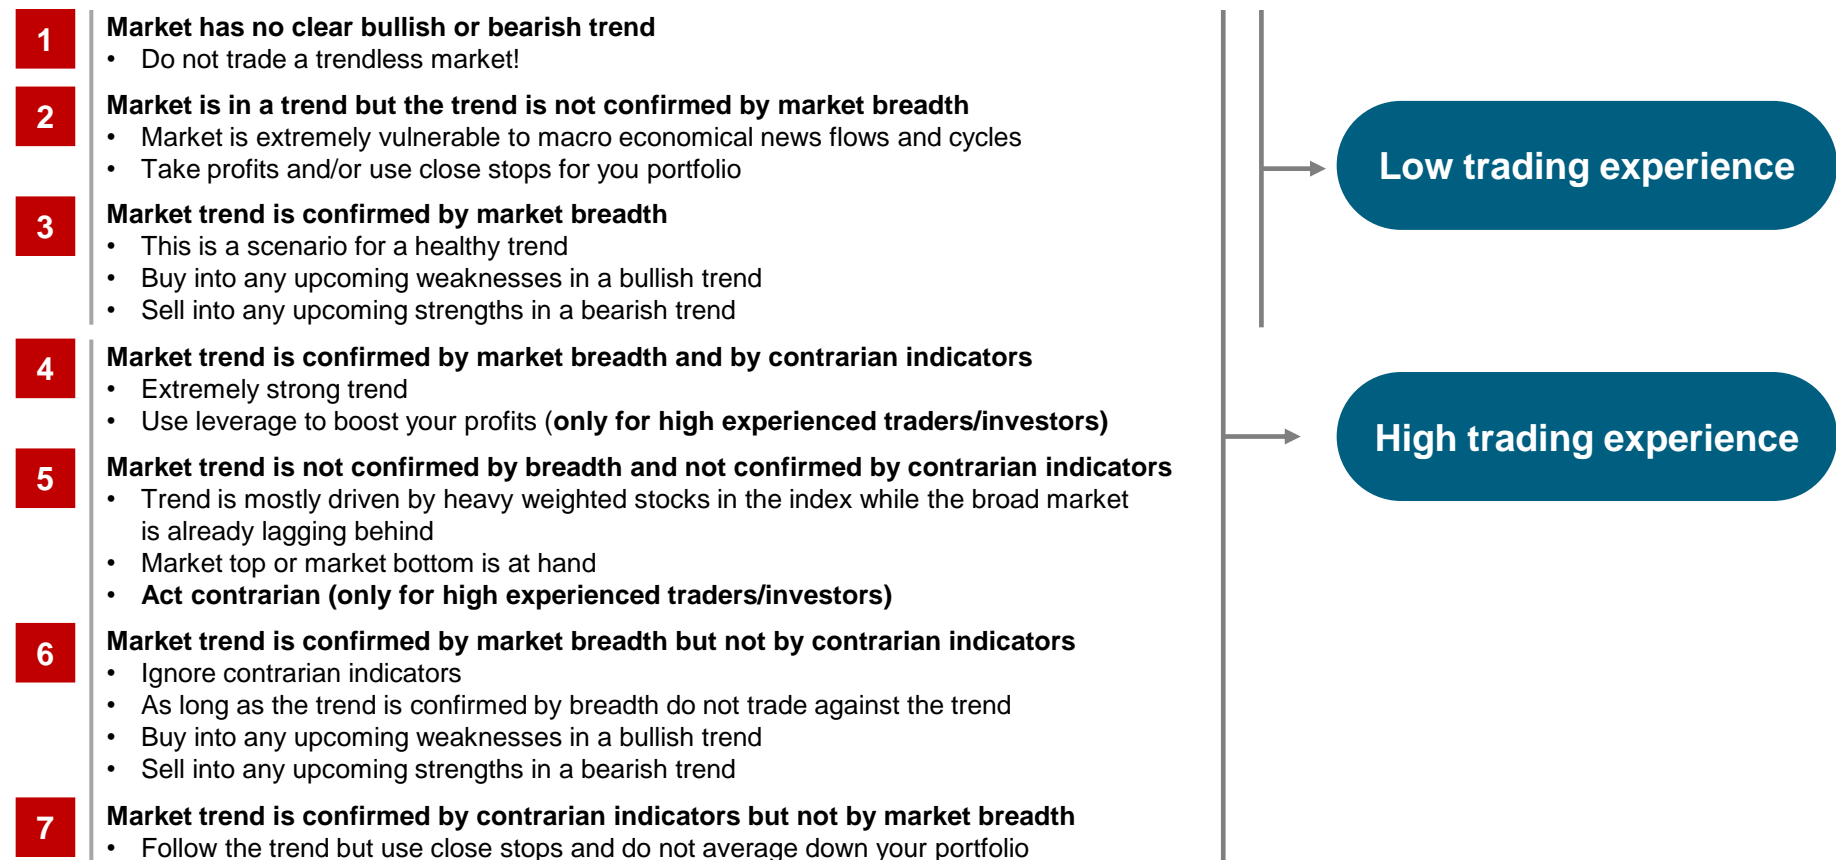 1
Market has no clear bullish or bearish trend
• Do not trade a trendless market!
2
Market is in a trend but the trend is not confirmed by market breadth
• Market is extremely vulnerable to macro economical news flows and cycles
• Take profits and/or use close stops for you portfolio
3
Market trend is confirmed by market breadth
• This is a scenario for a healthy trend
• Buy into any upcoming weaknesses in a bullish trend
• Sell into any upcoming strengths in a bearish trend
4
Market trend is confirmed by market breadth and by contrarian indicators
• Extremely strong trend
• Use leverage to boost your profits (only for high experienced traders/investors)
5
Market trend is not confirmed by breadth and not confirmed by contrarian indicators
• Trend is mostly driven by heavy weighted stocks in the index while the broad market
is already lagging behind
• Market top or market bottom is at hand
• Act contrarian (only for high experienced traders/investors)
6
Market trend is confirmed by market breadth but not by contrarian indicators
• Ignore contrarian indicators
• As long as the trend is confirmed by breadth do not trade against the trend
• Buy into any upcoming weaknesses in a bullish trend
• Sell into any upcoming strengths in a bearish trend
7
Market trend is confirmed by contrarian indicators but not by market breadth
• Follow the trend but use close stops and do not average down your portfolio
Low trading experience
High trading experience